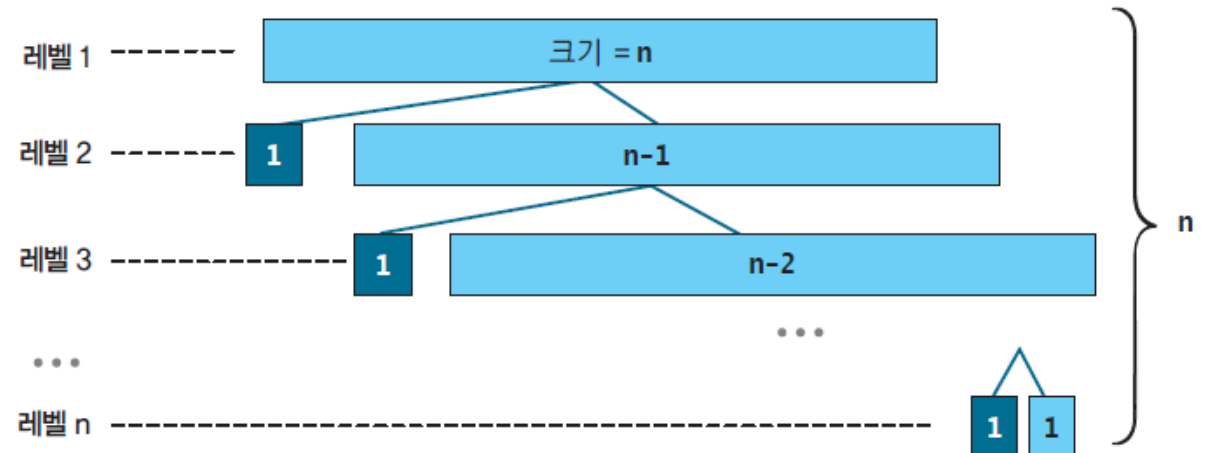 레벨 1 크기 = n
레벨 2 1 n-1
n
레벨 3 1 n-2
...
...
레벨 n 1 1